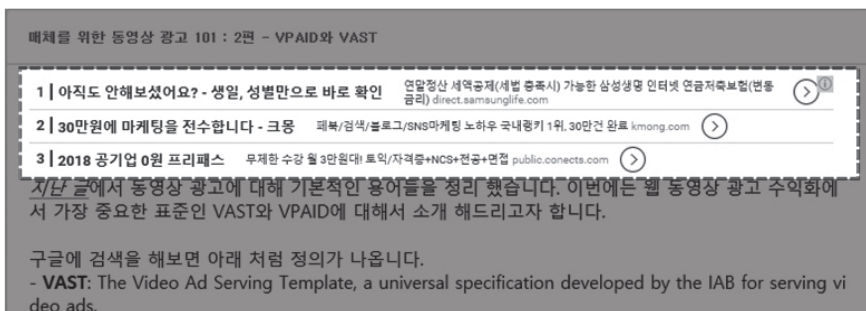 매체를 위한 동영상 광고 101 : 2편 - VPAID와 VAST
1 | 아직도 안해보셨어요? - 생일, 성별만으로 바로 확인 연말정산 세액공제(세법 충족시) 가능한 삼성생명 인터넷 연금저축보험(변동
금리) direct.samsunglife.com
2 | 30만원에 마케팅을 전수합니다 - 크몽 페북/검색/블로그/SNS마케팅 노하우 국내랭키 1위, 30만건 완료 kmong.com
3 | 2018 공기업 0원 프리패스 무제한 수강 월 3만원대! 토익/자격증+NCS+전공+면접 public.conects.com
지난 글에서 동영상 광고에 대해 기본적인 용어들을 정리 했습니다. 이번에는 웹 동영상 광고 수익화에
서 가장 중요한 표준인 VAST와 VPAID에 대해서 소개 해드리고자 합니다.
구글에 검색을 해보면 아래 처럼 정의가 나옵니다.
- VAST: The Video Ad Serving Template, a universal specification developed by the IAB for serving vi
deo ads.